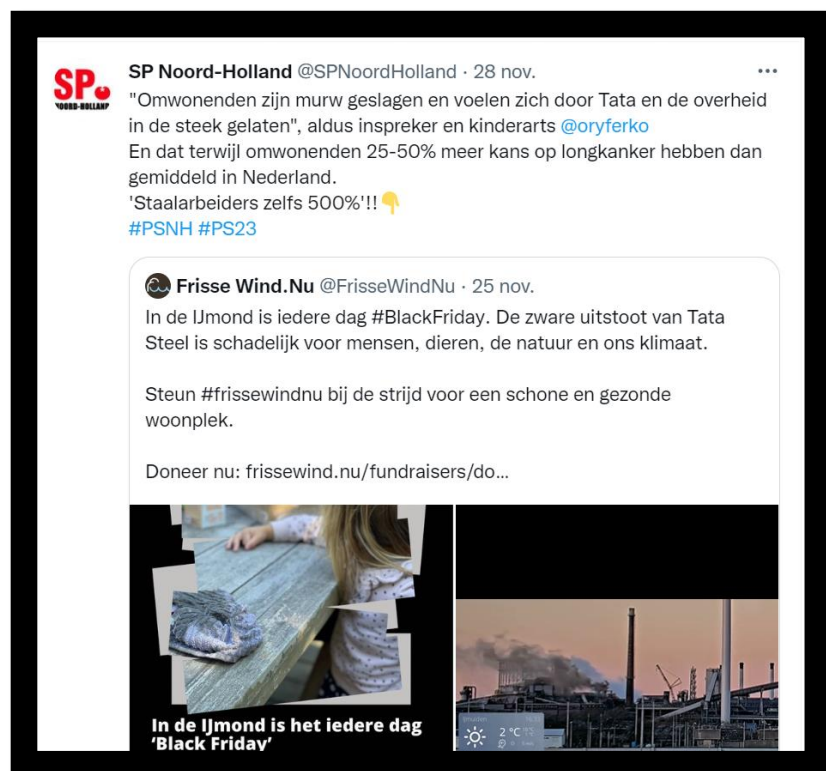 SP
NOORD-HOLLAND
SP Noord-Holland @SPNoordHolland · 28 nov.
"Omwonenden zijn murw geslagen en voelen zich door Tata en de overheid
in de steek gelaten", aldus inspreker en kinderarts @oryferko
En dat terwijl omwonenden 25-50% meer kans op longkanker hebben dan
gemiddeld in Nederland.
'Staalarbeiders zelfs 500%'!!👇
#PSNH #PS23
Frisse Wind.Nu @FrisseWindNu · 25 nov.
In de IJmond is iedere dag #BlackFriday. De zware uitstoot van Tata
Steel is schadelijk voor mensen, dieren, de natuur en ons klimaat.
Steun #frissewindnu bij de strijd voor een schone en gezonde
woonplek.
Doneer nu: frissewind.nu/fundraisers/do...
In de IJmond is het iedere dag
‘Black Friday’
2 °C